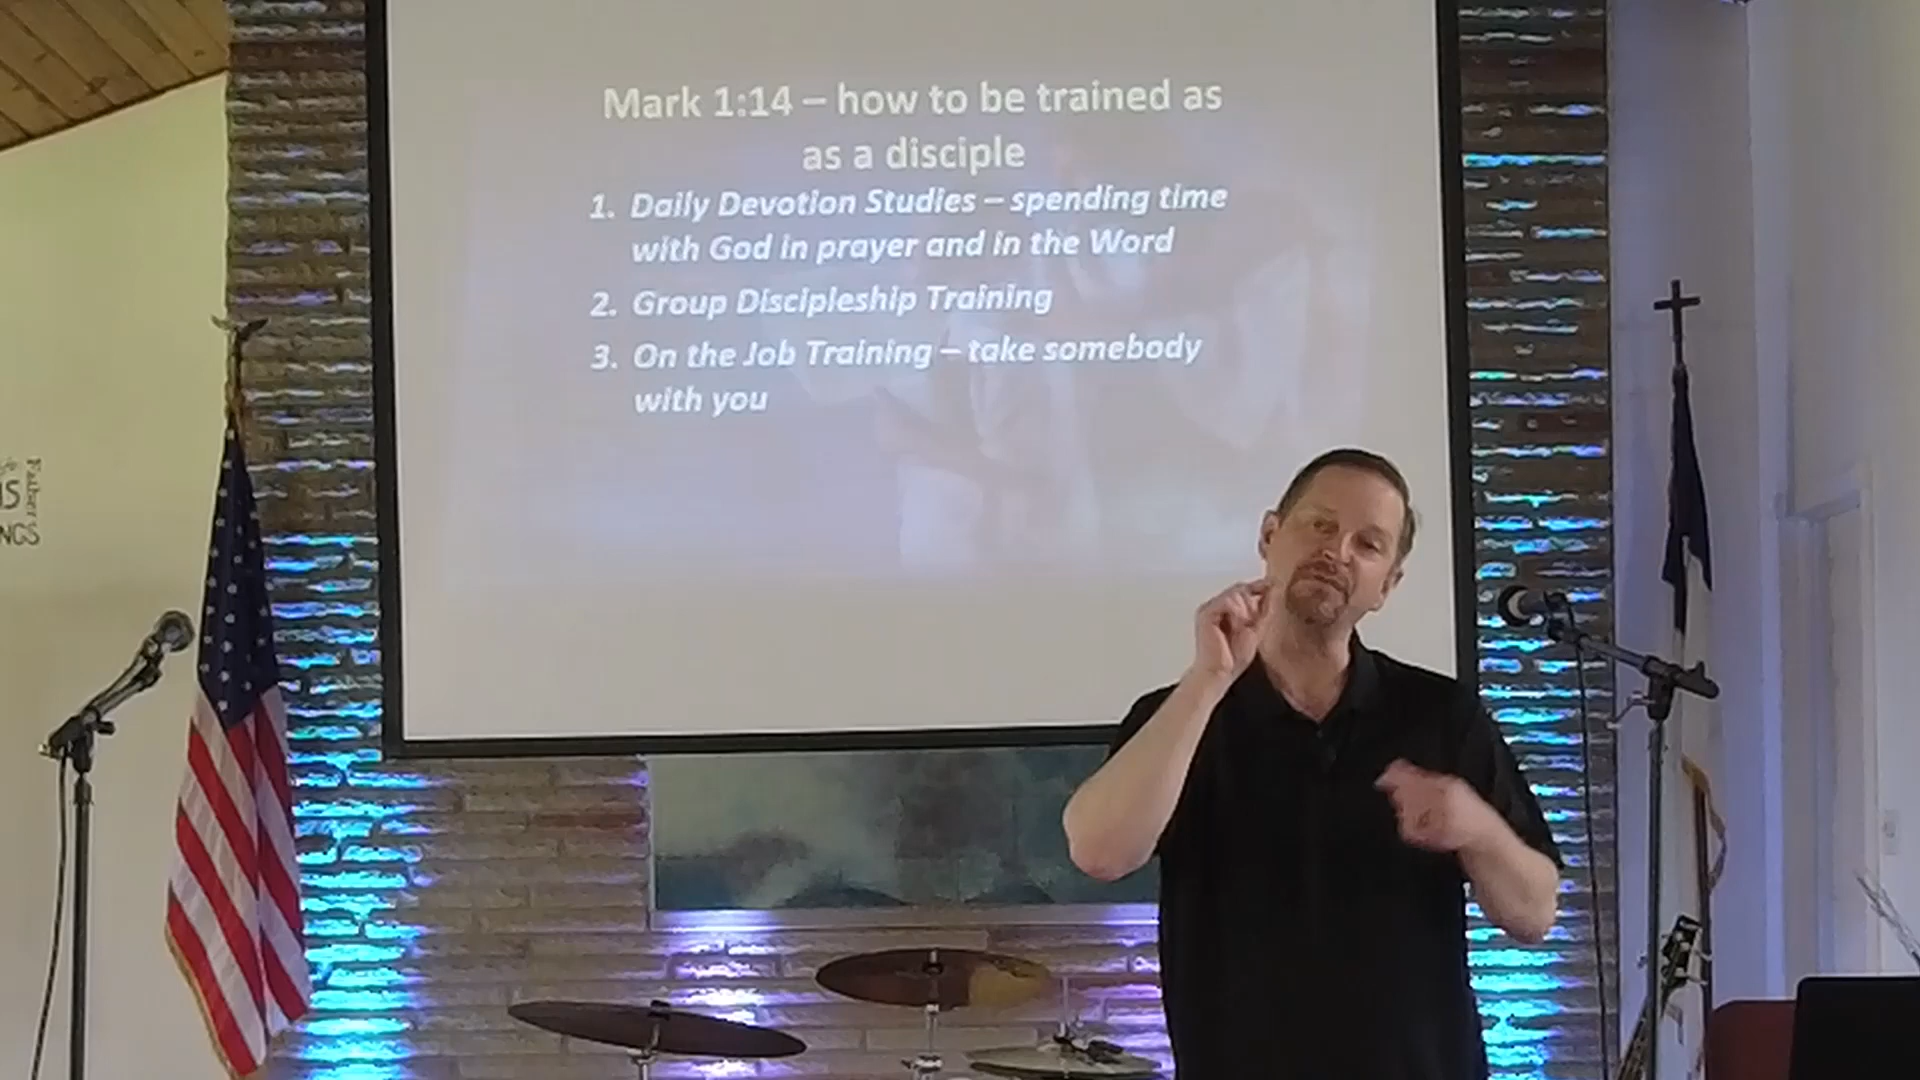 Mark 1:14 – how to be trained as
as a disciple
1. Daily Devotion Studies – spending time
with God in prayer and in the Word
2. Group Discipleship Training
3. On the Job Training – take somebody
with you
Father's